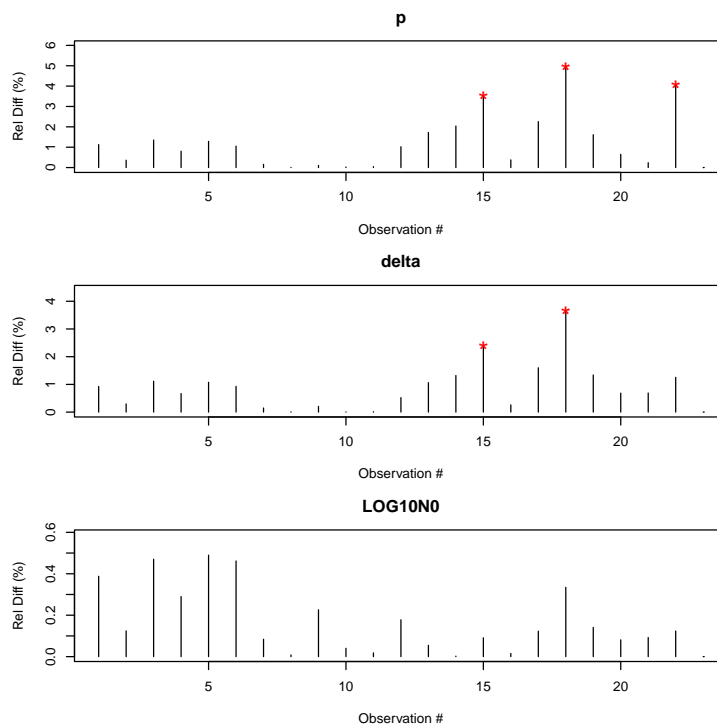 p
Rel Diff (%)
0 1 2 3 4 5 6
5 10 15 20
Observation #
delta
Rel Diff (%)
0 1 2 3 4
5 10 15 20
Observation #
LOG10N0
Rel Diff (%)
0.0 0.2 0.4 0.6
5 10 15 20
Observation #